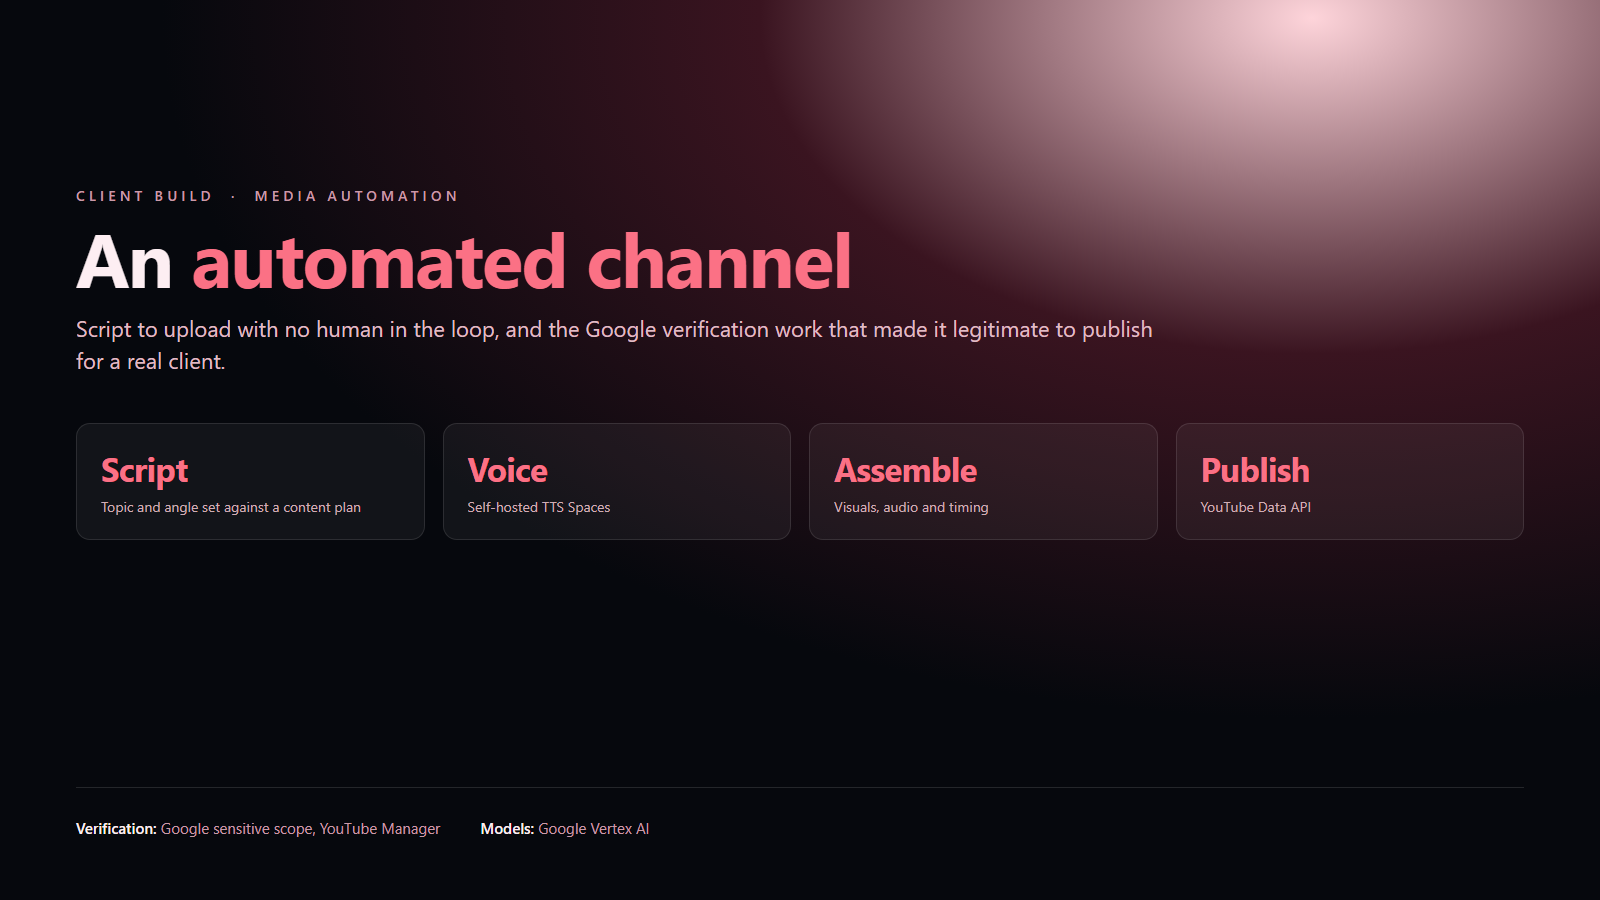 CLIENT BUILD · MEDIA AUTOMATION
An automated channel
Script to upload with no human in the loop, and the Google verification work that made it legitimate to publish
for a real client.
Script
Topic and angle set against a content plan
Voice
Self-hosted TTS Spaces
Assemble
Visuals, audio and timing
Publish
YouTube Data API
Verification: Google sensitive scope, YouTube Manager
Models: Google Vertex AI